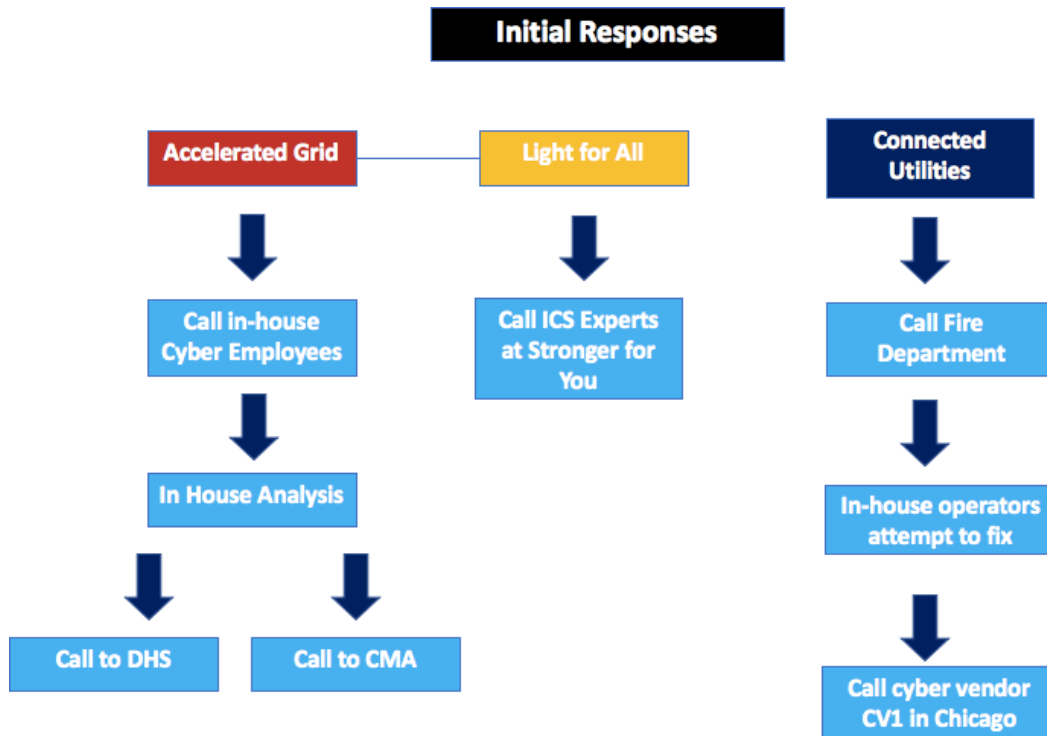 Initial Responses
Accelerated Grid
Light for All
Connected
Utilities
Call in-house
Cyber Employees
Call ICS Experts
at Stronger for
You
Call Fire
Department
In House Analysis
In-house operators
attempt to fix
Call to DHS
Call to CMA
Call cyber vendor
CV1 in Chicago